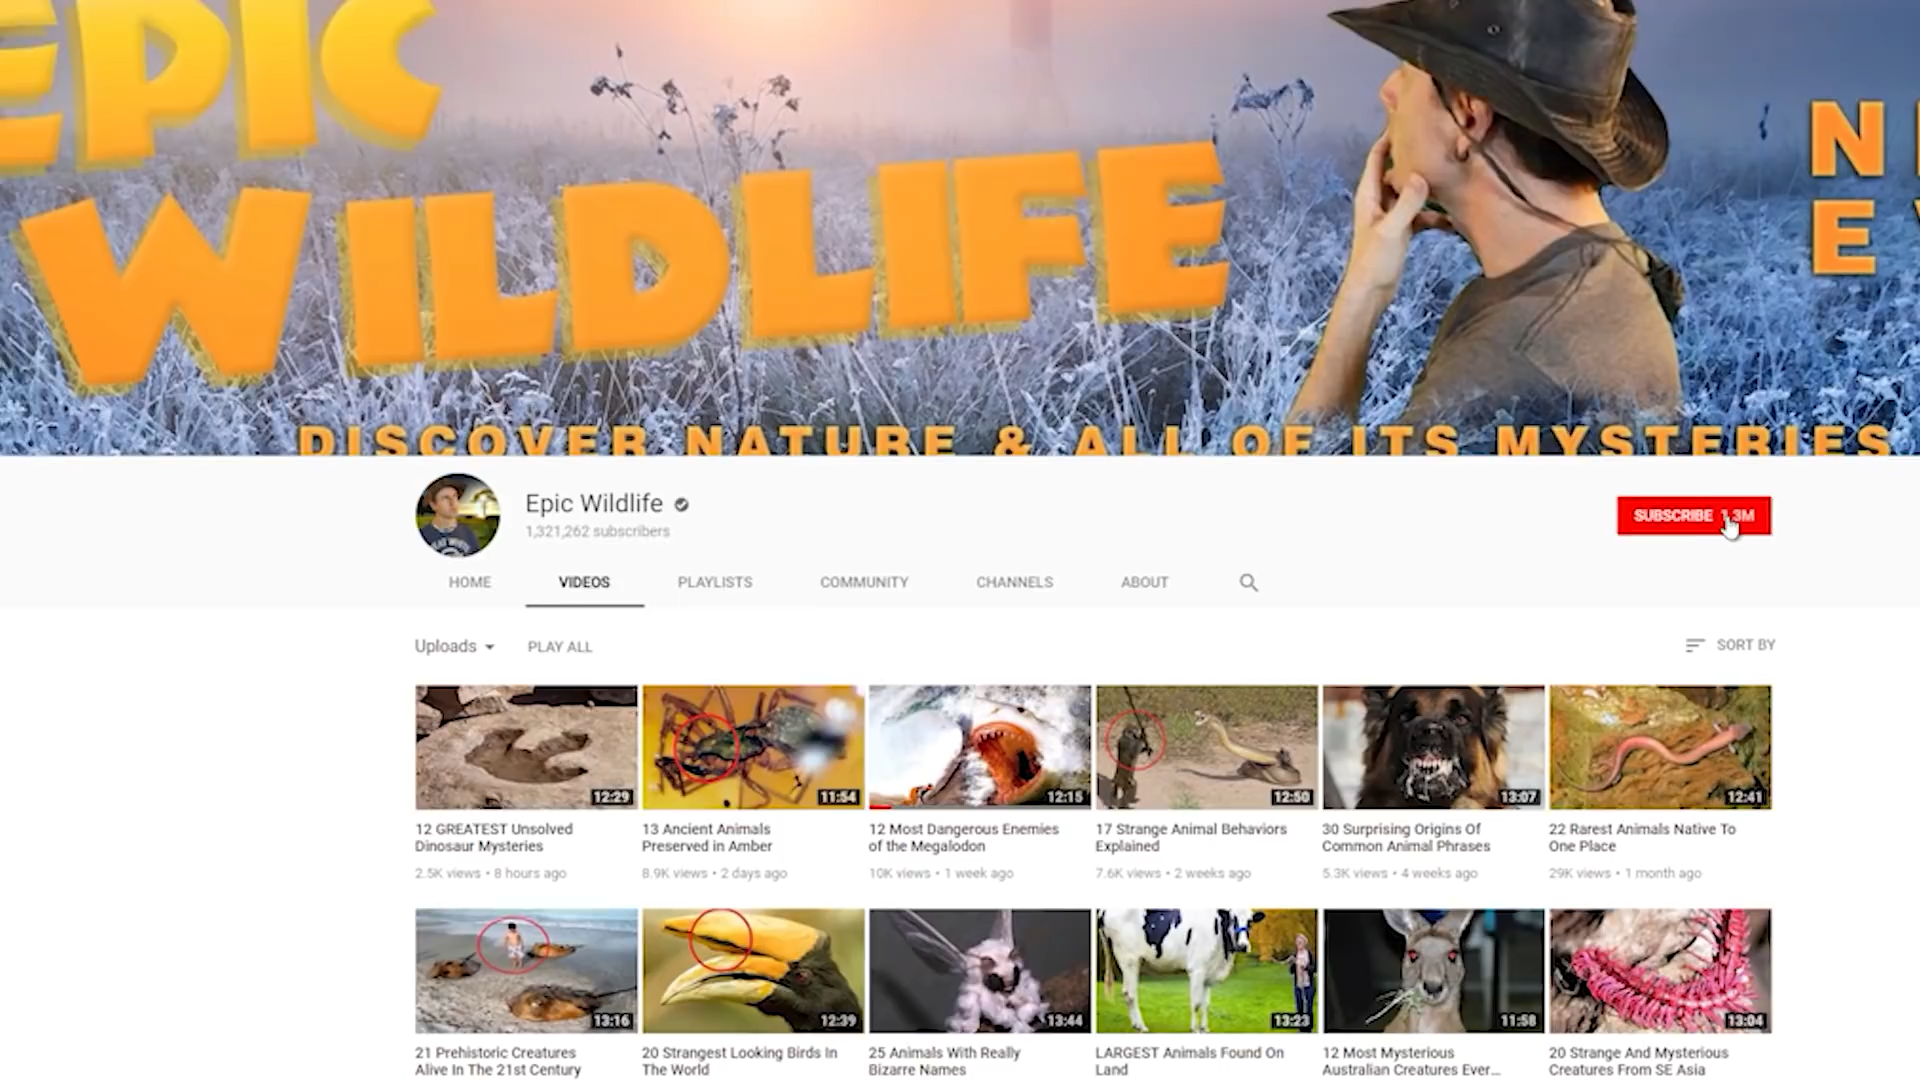 EPIC
WILDLIFE
N
E
DISCOVER NATURE & ALL OF ITS MYSTERIES
Epic Wildlife
1,321,262 subscribers
SUBSCRIBE 1.3M
HOME VIDEOS PLAYLISTS COMMUNITY CHANNELS ABOUT
Uploads PLAY ALL SORT BY
12:29 11:54 12:15 12:50 13:07 12:41
12 GREATEST Unsolved
Dinosaur Mysteries
2.5K views • 8 hours ago
13 Ancient Animals
Preserved in Amber
8.9K views • 2 days ago
12 Most Dangerous Enemies
of the Megalodon
10K views • 1 week ago
17 Strange Animal Behaviors
Explained
7.6K views • 2 weeks ago
30 Surprising Origins Of
Common Animal Phrases
5.3K views • 4 weeks ago
22 Rarest Animals Native To
One Place
29K views • 1 month ago
13:16 12:39 13:44 13:23 11:58 13:04
21 Prehistoric Creatures
Alive In The 21st Century
20 Strangest Looking Birds In
The World
25 Animals With Really
Bizarre Names
LARGEST Animals Found On
Land
12 Most Mysterious
Australian Creatures Ever...
20 Strange And Mysterious
Creatures From SE Asia